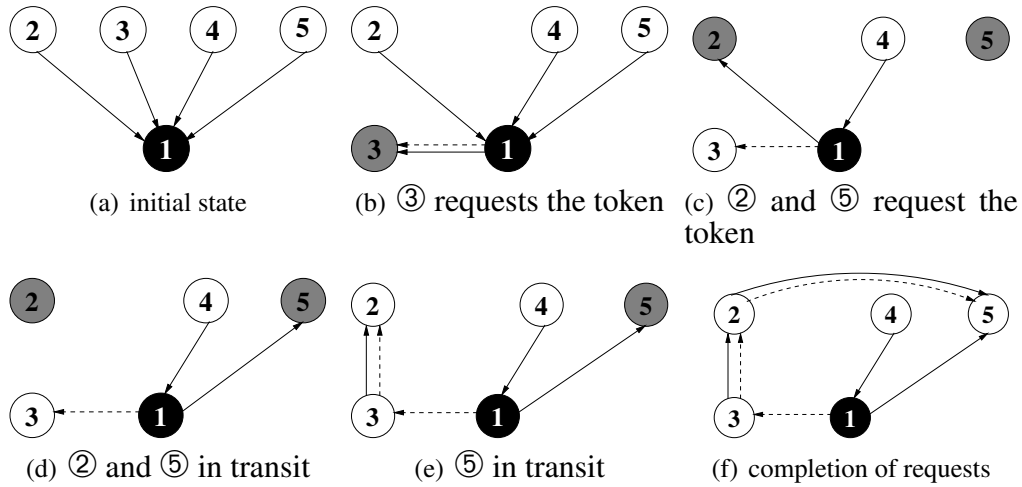 2 3 4 5
1
(a) initial state
2 4 5
3 1
(b) ③ requests the token
2 4 5
3 1
(c) ② and ⑤ request the
token
2 4 5
3 1
(d) ② and ⑤ in transit
2 4 5
3 1
(e) ⑤ in transit
2 4 5
3 1
(f) completion of requests